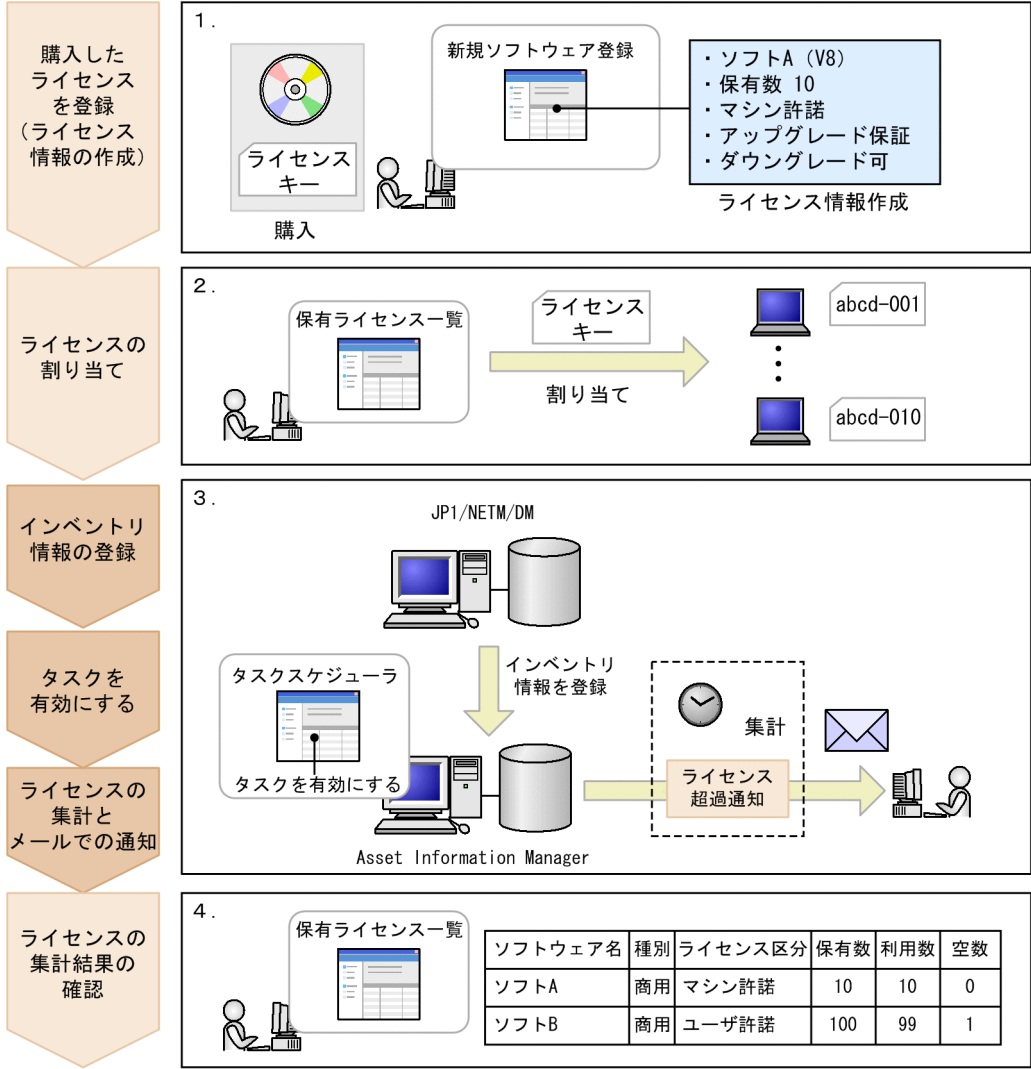 購入した
ライセンス
を登録
(ライセンス
情報の作成)
1.
ライセンス
キー
購入
新規ソフトウェア登録
・ソフトA (V8)
・保有数 10
・マシン許諾
・アップグレード保証
・ダウングレード可
ライセンス情報作成
ライセンスの
割り当て
2.
保有ライセンス一覧
ライセンス
キー
割り当て
abcd-001
abcd-010
インベントリ
情報の登録
タスクを
有効にする
ライセンスの
集計と
メールでの通知
3.
JP1/NETM/DM
インベントリ
情報を登録
タスクスケジューラ
タスクを有効にする
Asset Information Manager
集計
ライセンス
超過通知
ライセンスの
集計結果の
確認
4.
保有ライセンス一覧
ソフトウェア名 種別 ライセンス区分 保有数 利用数 空数
ソフトA 商用 マシン許諾 10 10 0
ソフトB 商用 ユーザ許諾 100 99 1